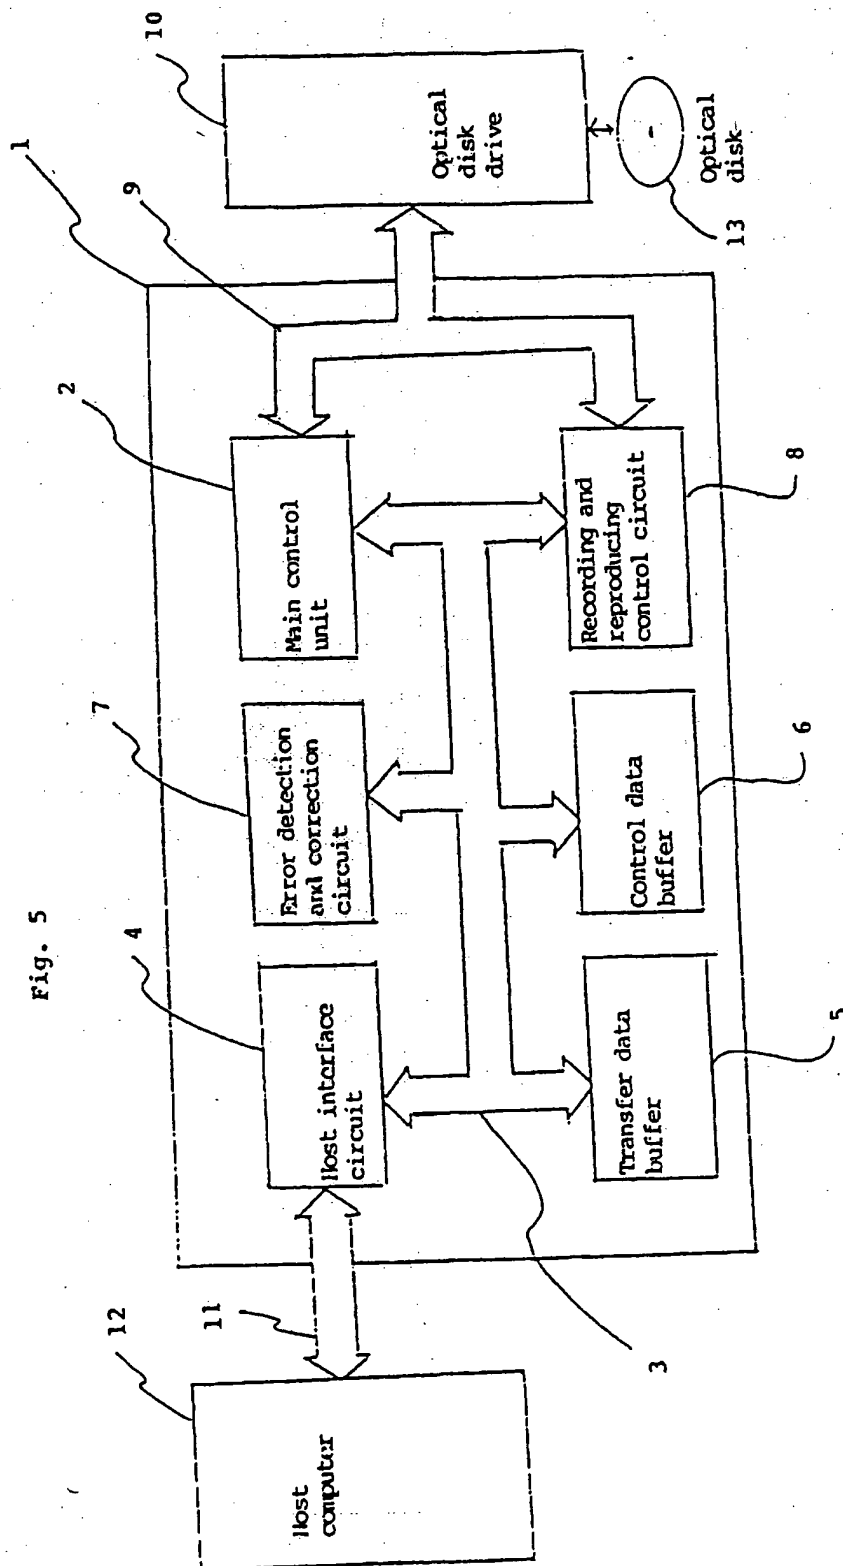 Fig. 5
12
Host
computer
11
4
Host interface
circuit
7
Error detection
and correction
circuit
2
Main control
unit
9
1
10
Optical
disk
drive
3
Transfer data
buffer
5
Control data
buffer
6
Recording and
reproducing
control circuit
8
13
Optical
disk